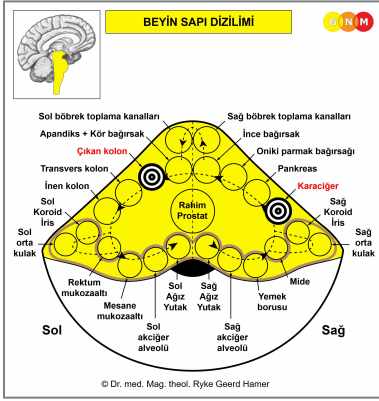 BEYİN SAPI DİZİLİMİ
G N M
Sol böbrek toplama kanalları
Sağ böbrek toplama kanalları
Apandiks + Kör bağırsak
İnce bağırsak
Çıkan kolon
Oniki parmak bağırsağı
Transvers kolon
Pankreas
İnen kolon
Karaciğer
Sol
Koroid
İris
Sağ
Koroid
İris
Rahim
Prostat
Sol
orta
kulak
Sağ
orta
kulak
Rektum
mukozaaltı
Mesane
mukozaaltı
Sol
akciğer
alveolü
Sol
Ağız
Yutak
Sağ
Ağız
Yutak
Sağ
akciğer
alveolü
Yemek
borusu
Mide
Sol
Sağ
© Dr. med. Mag. theol. Ryke Geerd Hamer